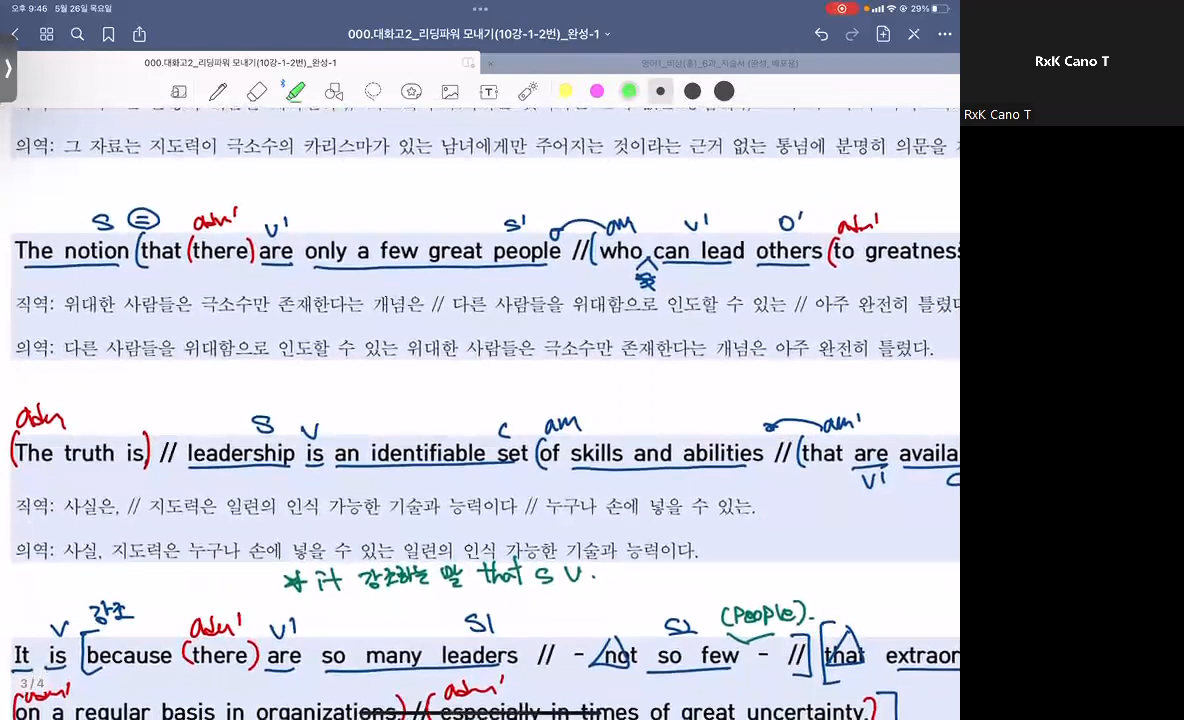 오후 9:46 5월 26일 목요일 29%
000.대화고2_리딩파워 모내기(10강-1-2번)_완성-1
000.대화고2_리딩파워 모내기(10강-1-2번)_완성-1
RxK Cano T
RxK Cano T
의역: 그 자료는 지도력이 극소수의 카리스마가 있는 남녀에게만 주어지는 것이라는 근거 없는 통념에 분명히 의문을
S = adv' V' S' am V' O' adv'
The notion (that (there) are only a few great people // (who can lead others (to greatness
직역: 위대한 사람들은 극소수만 존재한다는 개념은 // 다른 사람들을 위대함으로 인도할 수 있는 // 아주 완전히 틀렸다
의역: 다른 사람들을 위대함으로 인도할 수 있는 위대한 사람들은 극소수만 존재한다는 개념은 아주 완전히 틀렸다.
adv S V C am am'
(The truth is) // leadership is an identifiable set (of skills and abilities // (that are availa
V' C
직역: 사실은, // 지도력은 일련의 인식 가능한 기술과 능력이다 // 누구나 손에 넣을 수 있는.
의역: 사실, 지도력은 누구나 손에 넣을 수 있는 일련의 인식 가능한 기술과 능력이다.
it 강조하는 말 that S V.
V 강조 adv' V' S1 S2 (people).
It is [because (there) are so many leaders // - not so few - //] [that extraor
3/4 adv' adv'
(on a regular basis in organizations) // (especially in times of great uncertainty.)]